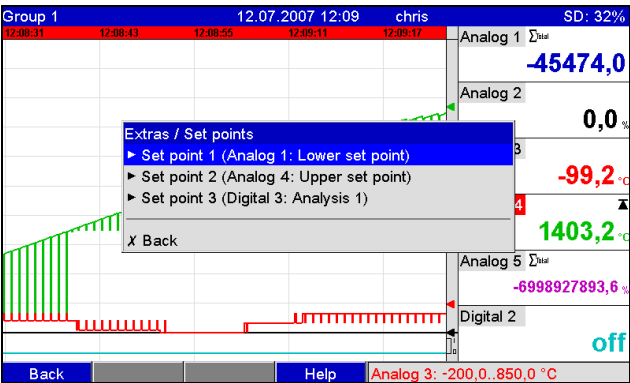 Group 1 12.07.2007 12:09 chris SD: 32%
12:08:31 12:08:43 12:08:55 12:09:11 12:09:17
Analog 1 Σ Total
-45474,0
Analog 2
0,0 %
Extras / Set points
► Set point 1 (Analog 1: Lower set point)
► Set point 2 (Analog 4: Upper set point)
► Set point 3 (Digital 3: Analysis 1)
X Back
3
-99,2 °C
4
1403,2 °C
Analog 5 Σ Total
-6998927893,6 %
Digital 2
off
Back Help Analog 3: -200,0..850,0 °C